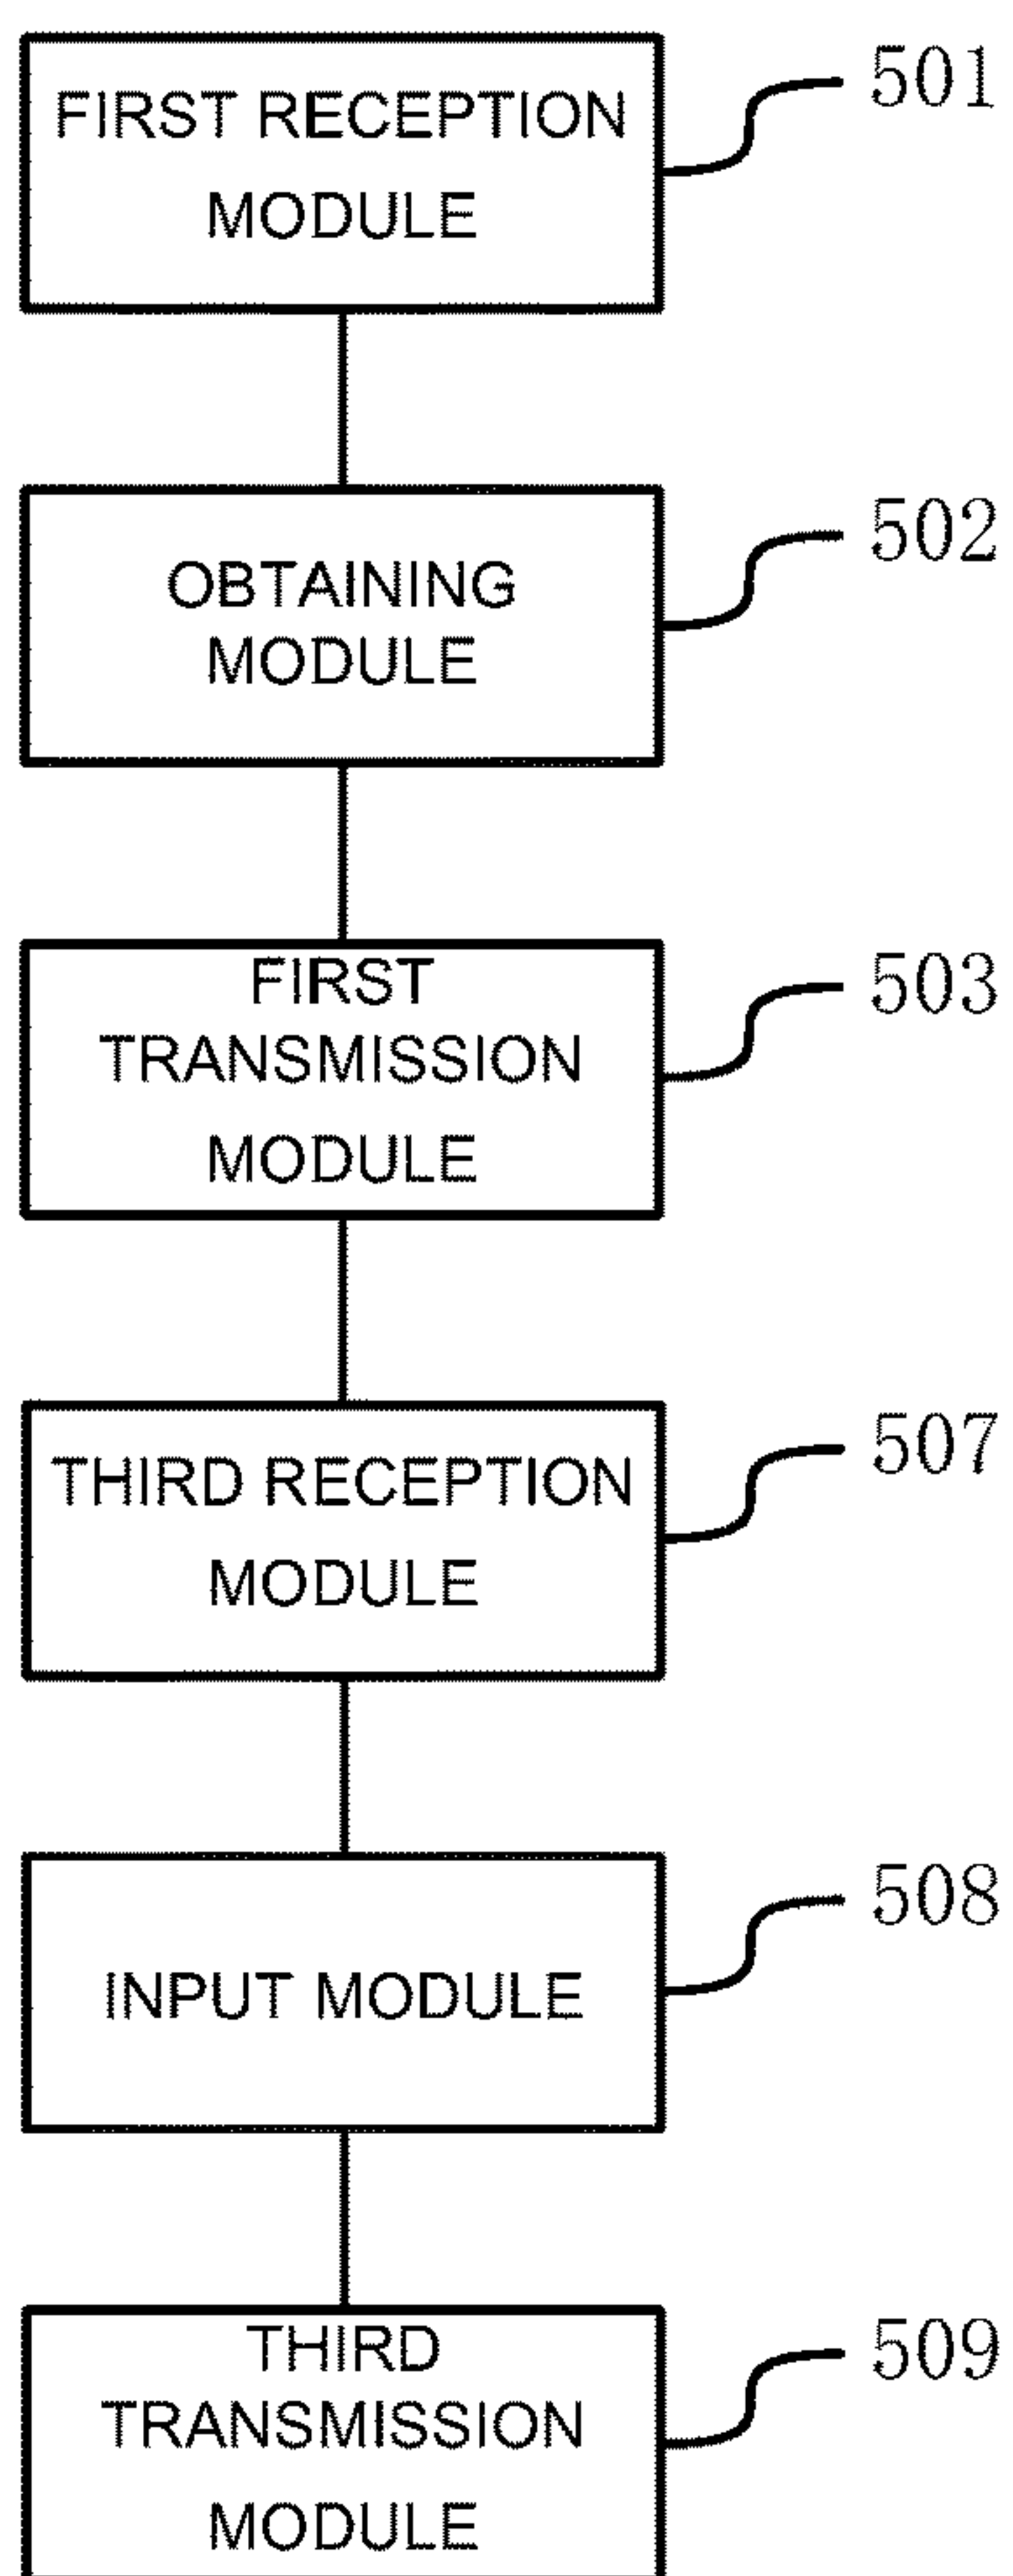 FIRST RECEPTION
MODULE
501
OBTAINING
MODULE
502
FIRST
TRANSMISSION
MODULE
503
THIRD RECEPTION
MODULE
507
INPUT MODULE
508
THIRD
TRANSMISSION
MODULE
509